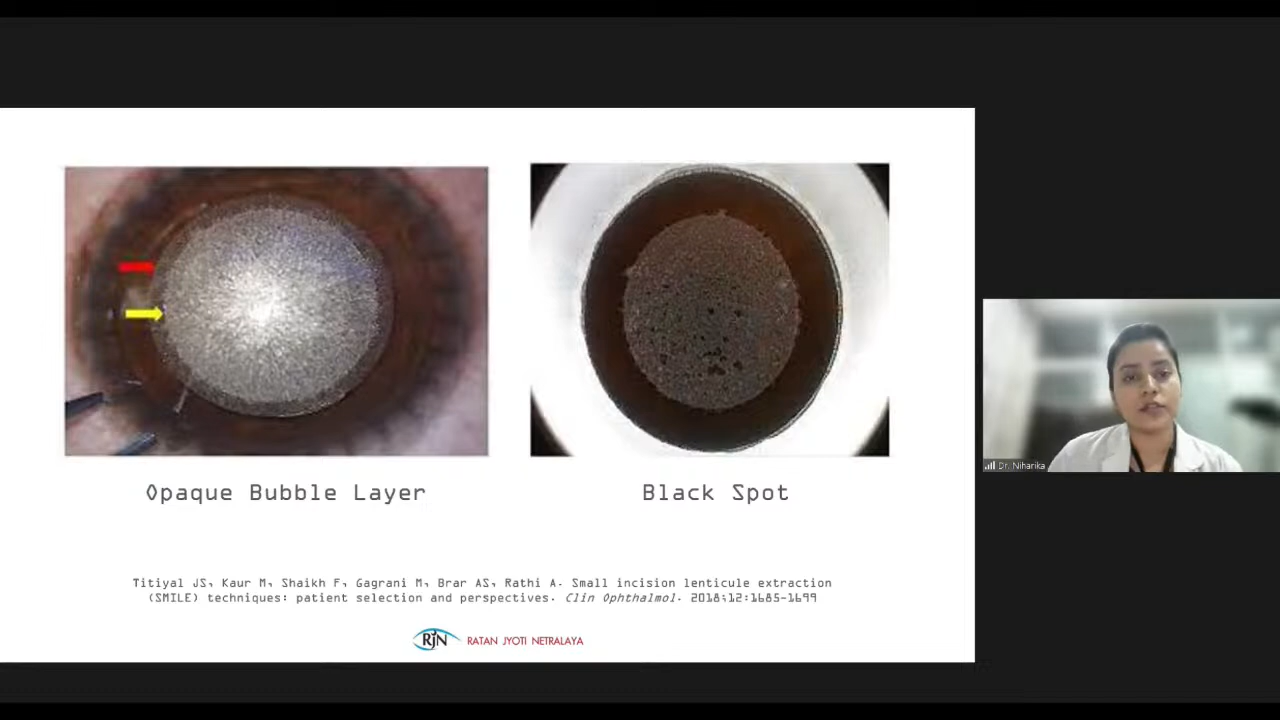 Opaque Bubble Layer
Black Spot
Titiyal JS, Kaur M, Shaikh F, Gagrani M, Brar AS, Rathi A. Small incision lenticule extraction
(SMILE) techniques: patient selection and perspectives. Clin Ophthalmol. 2018;12:1685-1699
RJN RATAN JYOTI NETRALAYA
Dr. Niharika